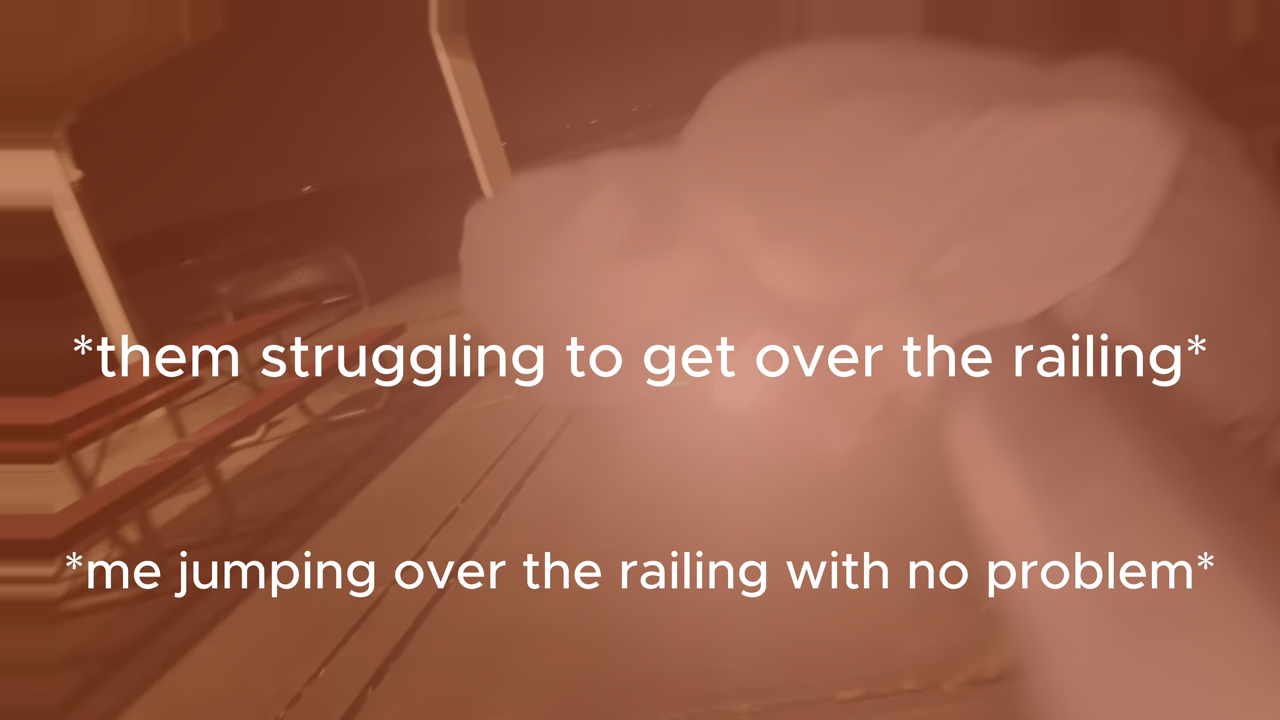 *them struggling to get over the railing*
*me jumping over the railing with no problem*